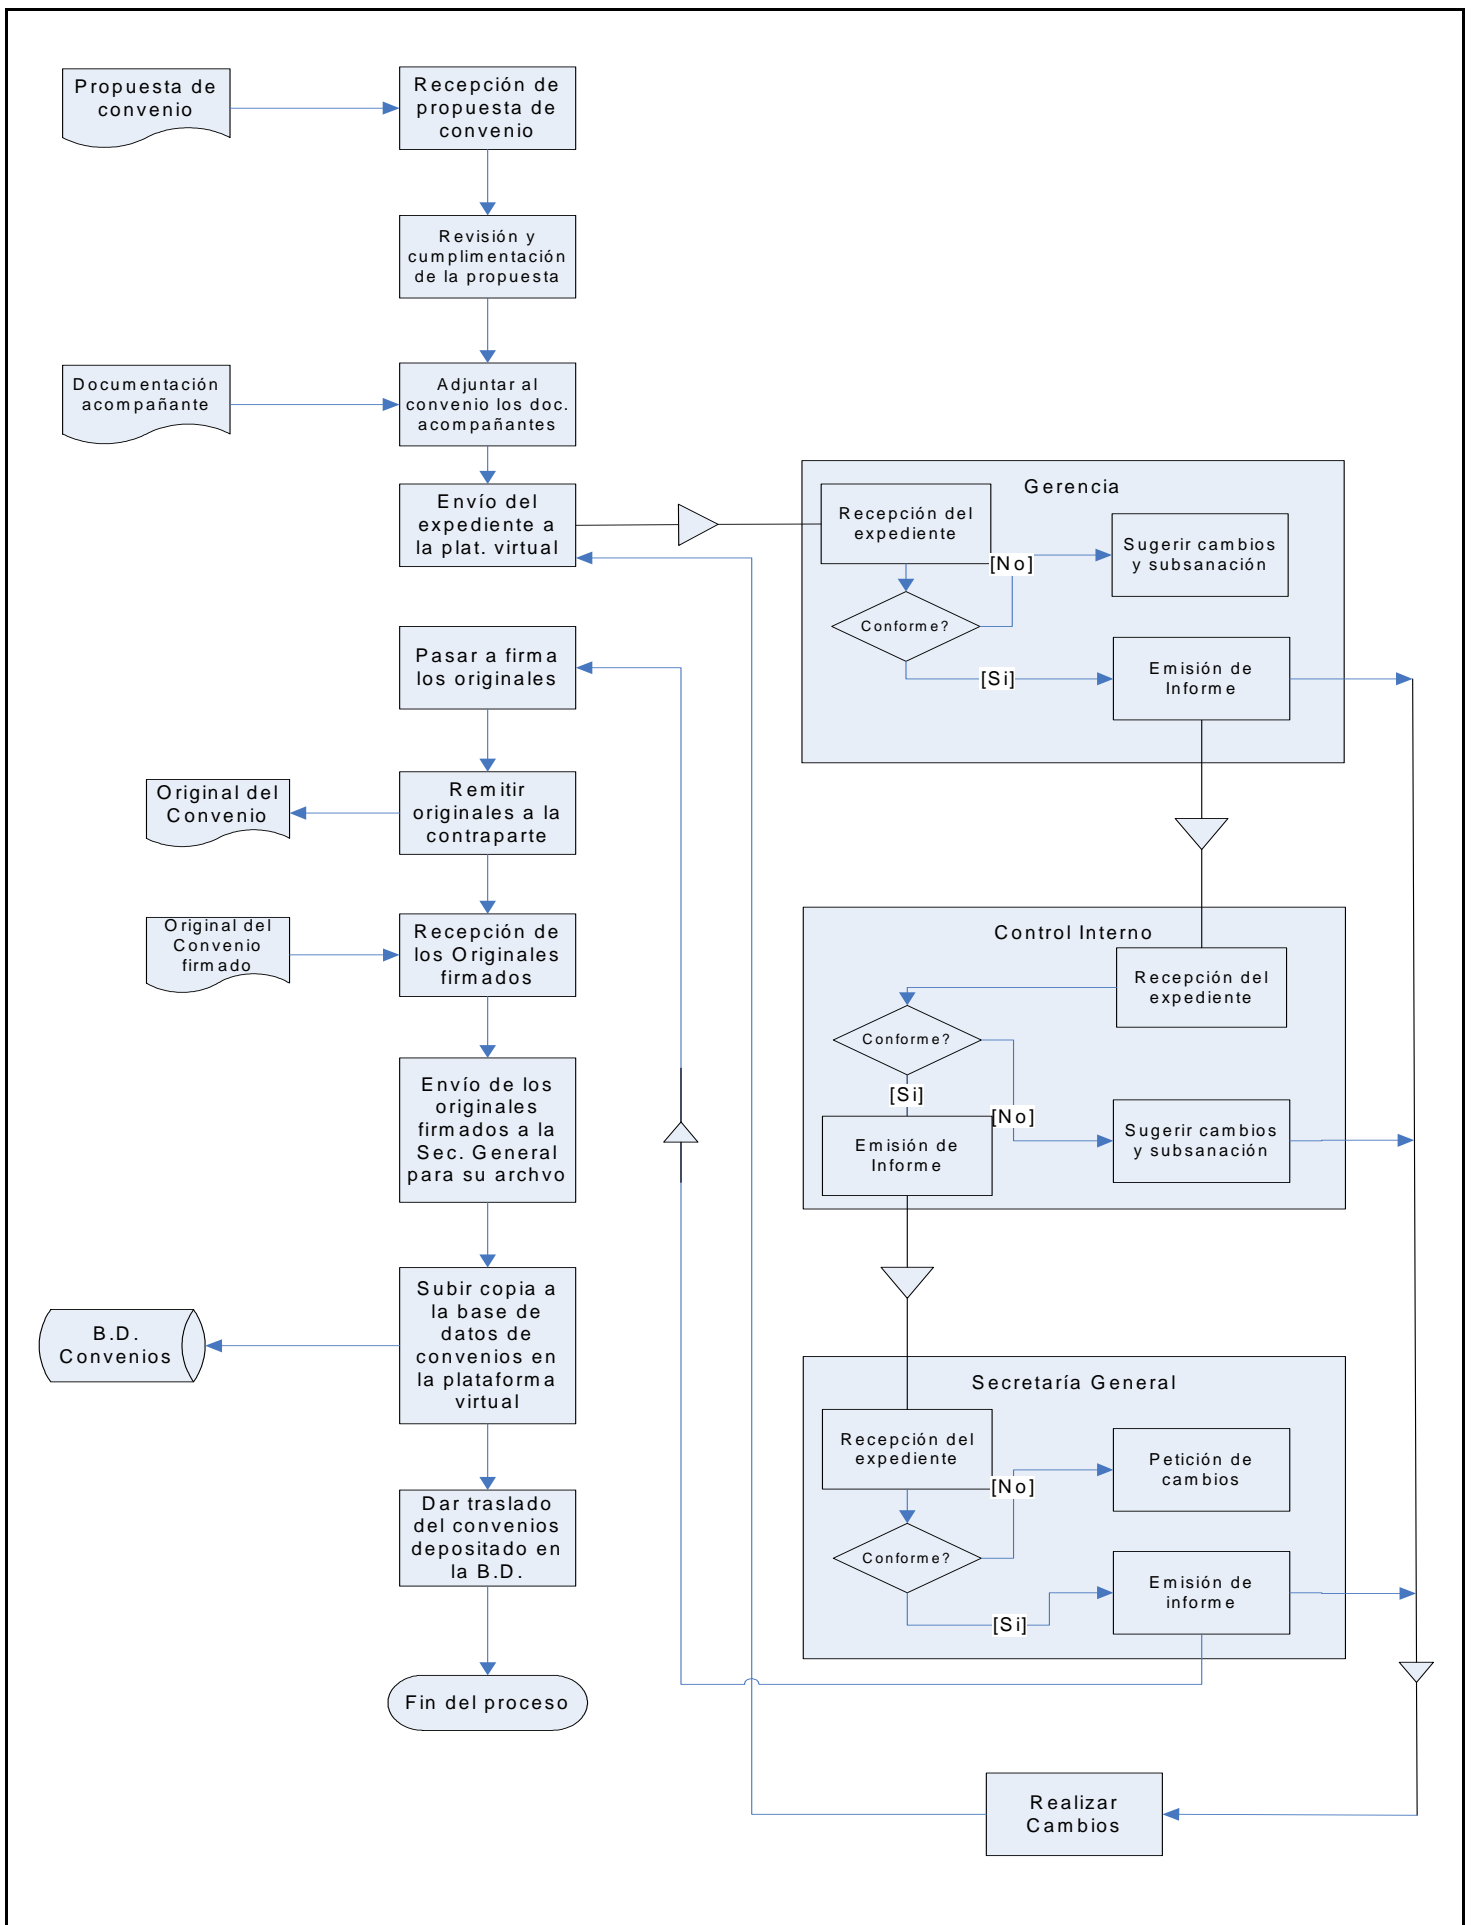 Propuesta de
convenio
Recepción de
propuesta de
convenio
Revisión y
cumplimentación
de la propuesta
Documentación
acompañante
Adjuntar al
convenio los doc.
acompañantes
Envío del
expediente a
la plat. virtual
Gerencia
Recepción del
expediente
[No]
Sugerir cambios
y subsanación
Conforme?
[Si]
Emisión de
Informe
Pasar a firma
los originales
Original del
Convenio
Remitir
originales a la
contraparte
Original del
Convenio
firmado
Recepción de
los Originales
firmados
Control Interno
Recepción del
expediente
Conforme?
[Si]
[No]
Emisión de
Informe
Sugerir cambios
y subsanación
Envío de los
originales
firmados a la
Sec. General
para su archvo
B.D.
Convenios
Subir copia a
la base de
datos de
convenios en
la plataforma
virtual
Secretaría General
Recepción del
expediente
[No]
Petición de
cambios
Conforme?
[Si]
Emisión de
informe
Dar traslado
del convenios
depositado en
la B.D.
Fin del proceso
Realizar
Cambios